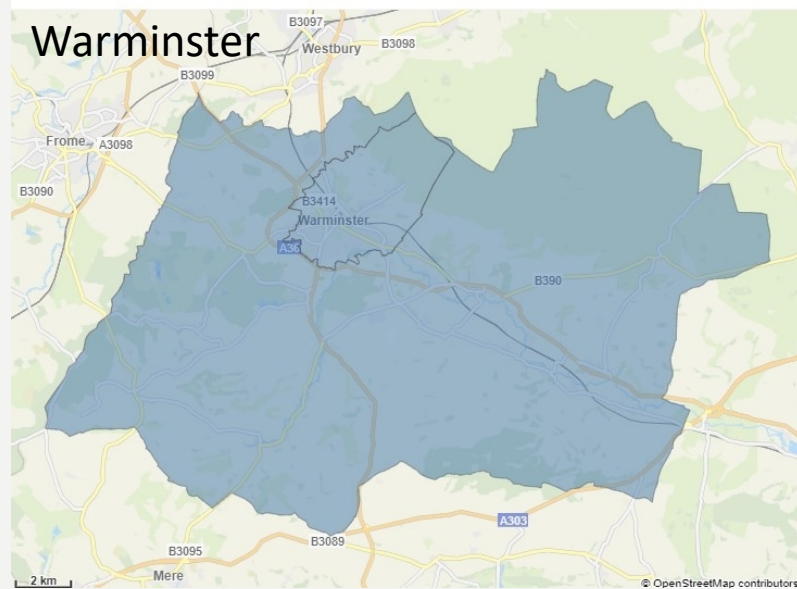 Warminster
B3097
Westbury
B3098
B3099
Frome
A3098
B3090
B3414
Warminster
A36
B390
A303
B3089
B3095
Mere
2 km
© OpenStreetMap contributors